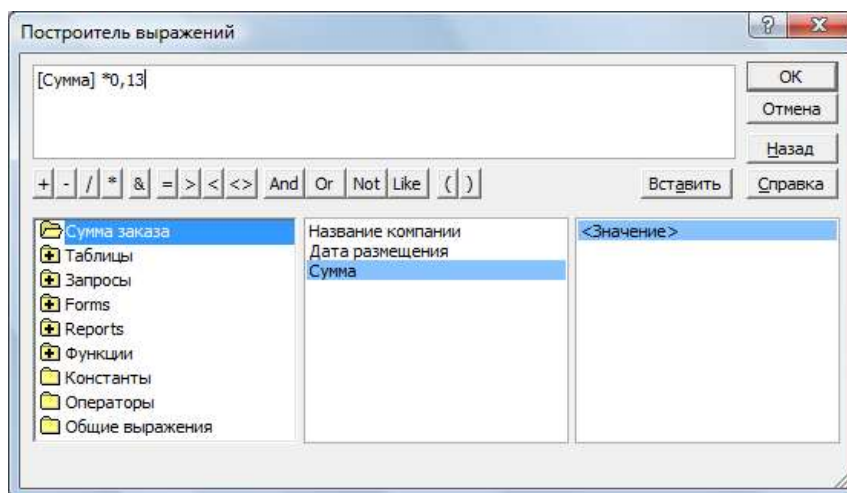 Построитель выражений
[Сумма] *0,13
OK
Отмена
Назад
+ - / * & = > < <> And Or Not Like ( ) Вставить Справка
Сумма заказа
Таблицы
Запросы
Forms
Reports
Функции
Константы
Операторы
Общие выражения
Название компании
Дата размещения
Сумма
<Значение>